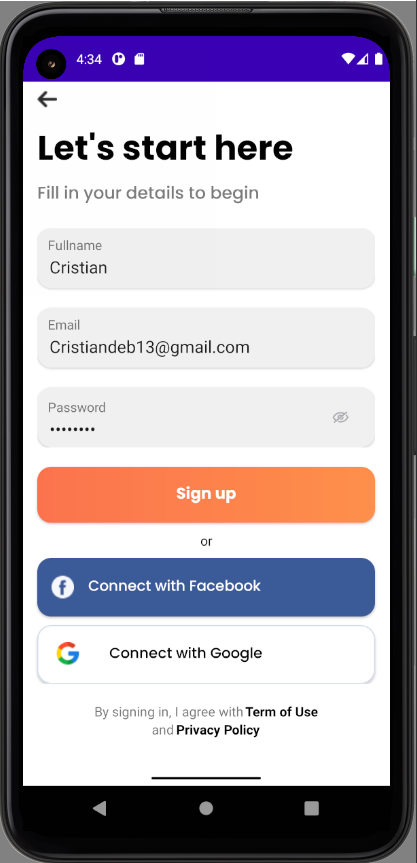 4:34
Let's start here
Fill in your details to begin
Fullname
Cristian
Email
Cristiandeb13@gmail.com
Password
••••••••
Sign up
or
Connect with Facebook
Connect with Google
By signing in, I agree with Term of Use
and Privacy Policy